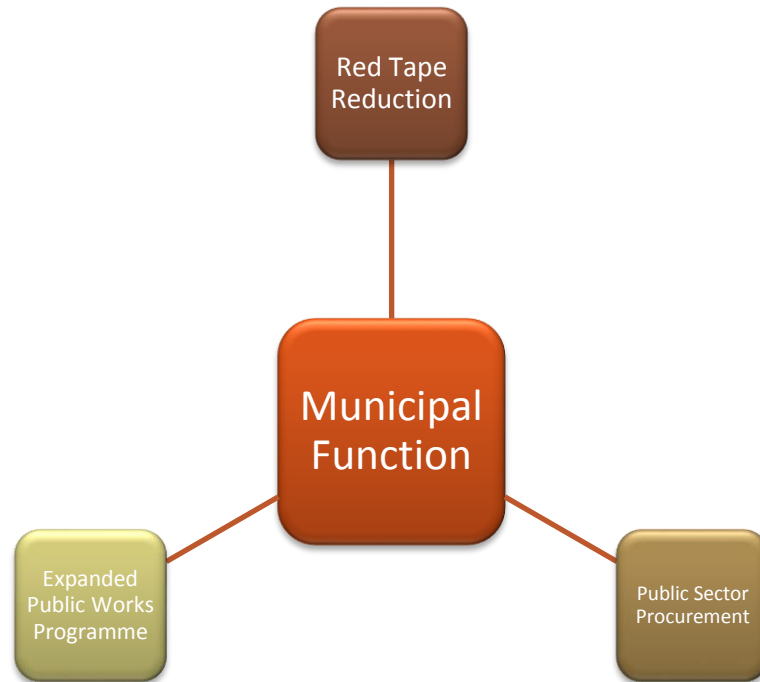 Red Tape
Reduction
Municipal
Function
Expanded
Public Works
Programme
Public Sector
Procurement